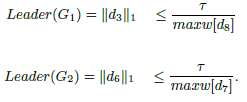 Leader(G₁) = ‖d₃‖₁ ≤ τ / maxw[d₈]
Leader(G₂) = ‖d₆‖₁ ≤ τ / maxw[d₇].